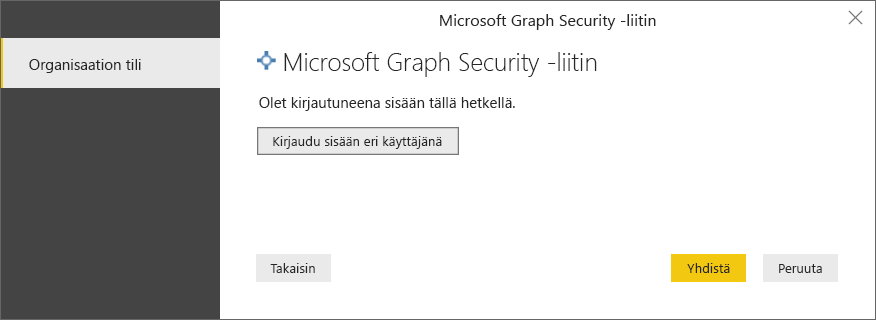 Microsoft Graph Security -liitin
Organisaation tili
Microsoft Graph Security -liitin
Olet kirjautuneena sisään tällä hetkellä.
Kirjaudu sisään eri käyttäjänä
Takaisin
Yhdistä
Peruuta